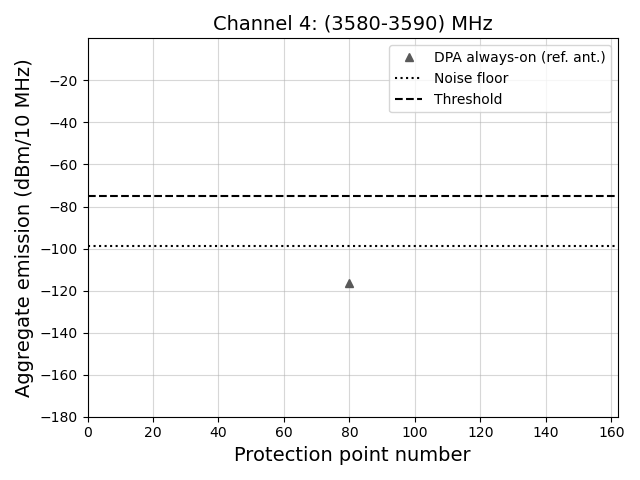 Channel 4: (3580-3590) MHz
DPA always-on (ref. ant.)
Noise floor
Threshold
Aggregate emission (dBm/10 MHz)
−20
−40
−60
−80
−100
−120
−140
−160
−180
0 20 40 60 80 100 120 140 160
Protection point number